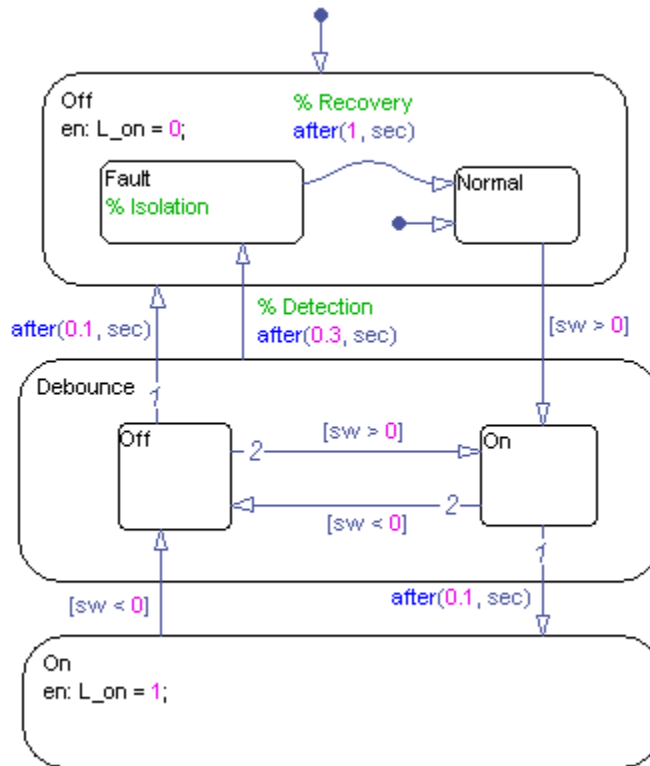 Off
en: L_on = 0;
% Recovery
after(1, sec)
Fault
% Isolation
Normal
% Detection
after(0.3, sec)
after(0.1, sec)
[sw > 0]
Debounce
1
Off
[sw > 0]
2
On
2
[sw < 0]
1
[sw < 0]
after(0.1, sec)
On
en: L_on = 1;